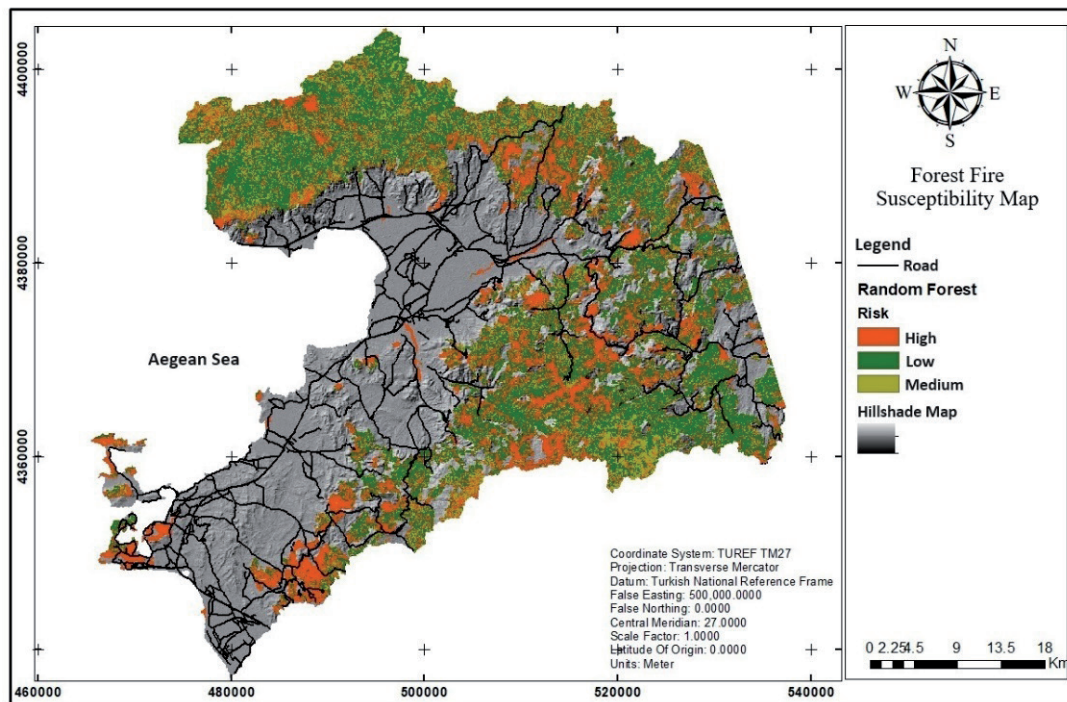 4400000
4380000
4360000
460000
480000
500000
520000
540000
Aegean Sea
Coordinate System: TUREF TM27
Projection: Transverse Mercator
Datum: Turkish National Reference Frame
False Easting: 500,000.0000
False Northing: 0.0000
Central Meridian: 27.0000
Scale Factor: 1.0000
Latitude Of Origin: 0.0000
Units: Meter
N
W E
S
Forest Fire
Susceptibility Map
Legend
Road
Random Forest
Risk
High
Low
Medium
Hillshade Map
0 2.254.5 9 13.5 18
Km